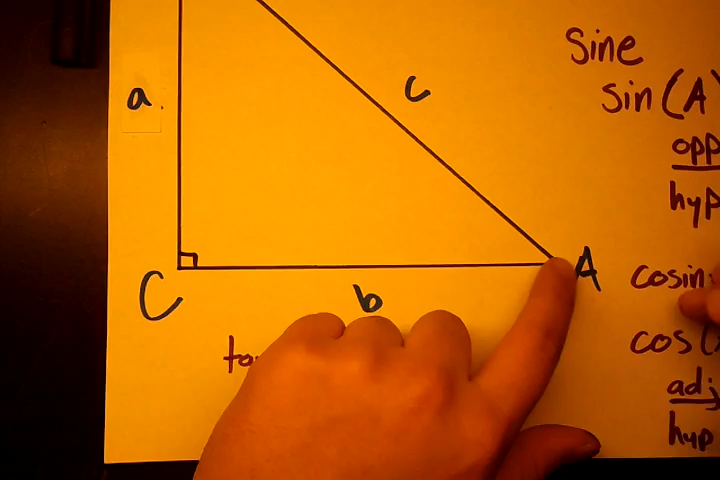 Sine
sin(A)
opp
hyp
a
c
C
b
A
cosin
cos(
adj
hyp